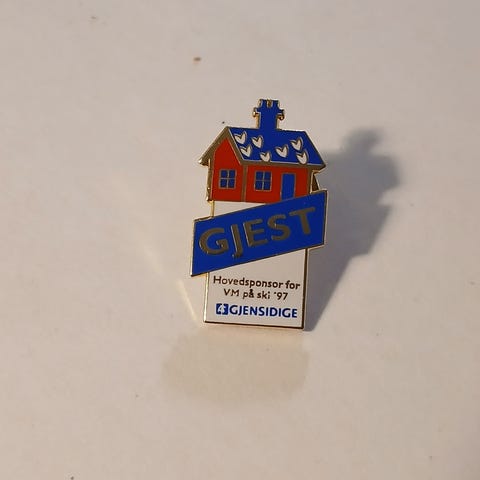 GJEST
Hovedsponsor for
VM på ski '97
GJENSIDIGE